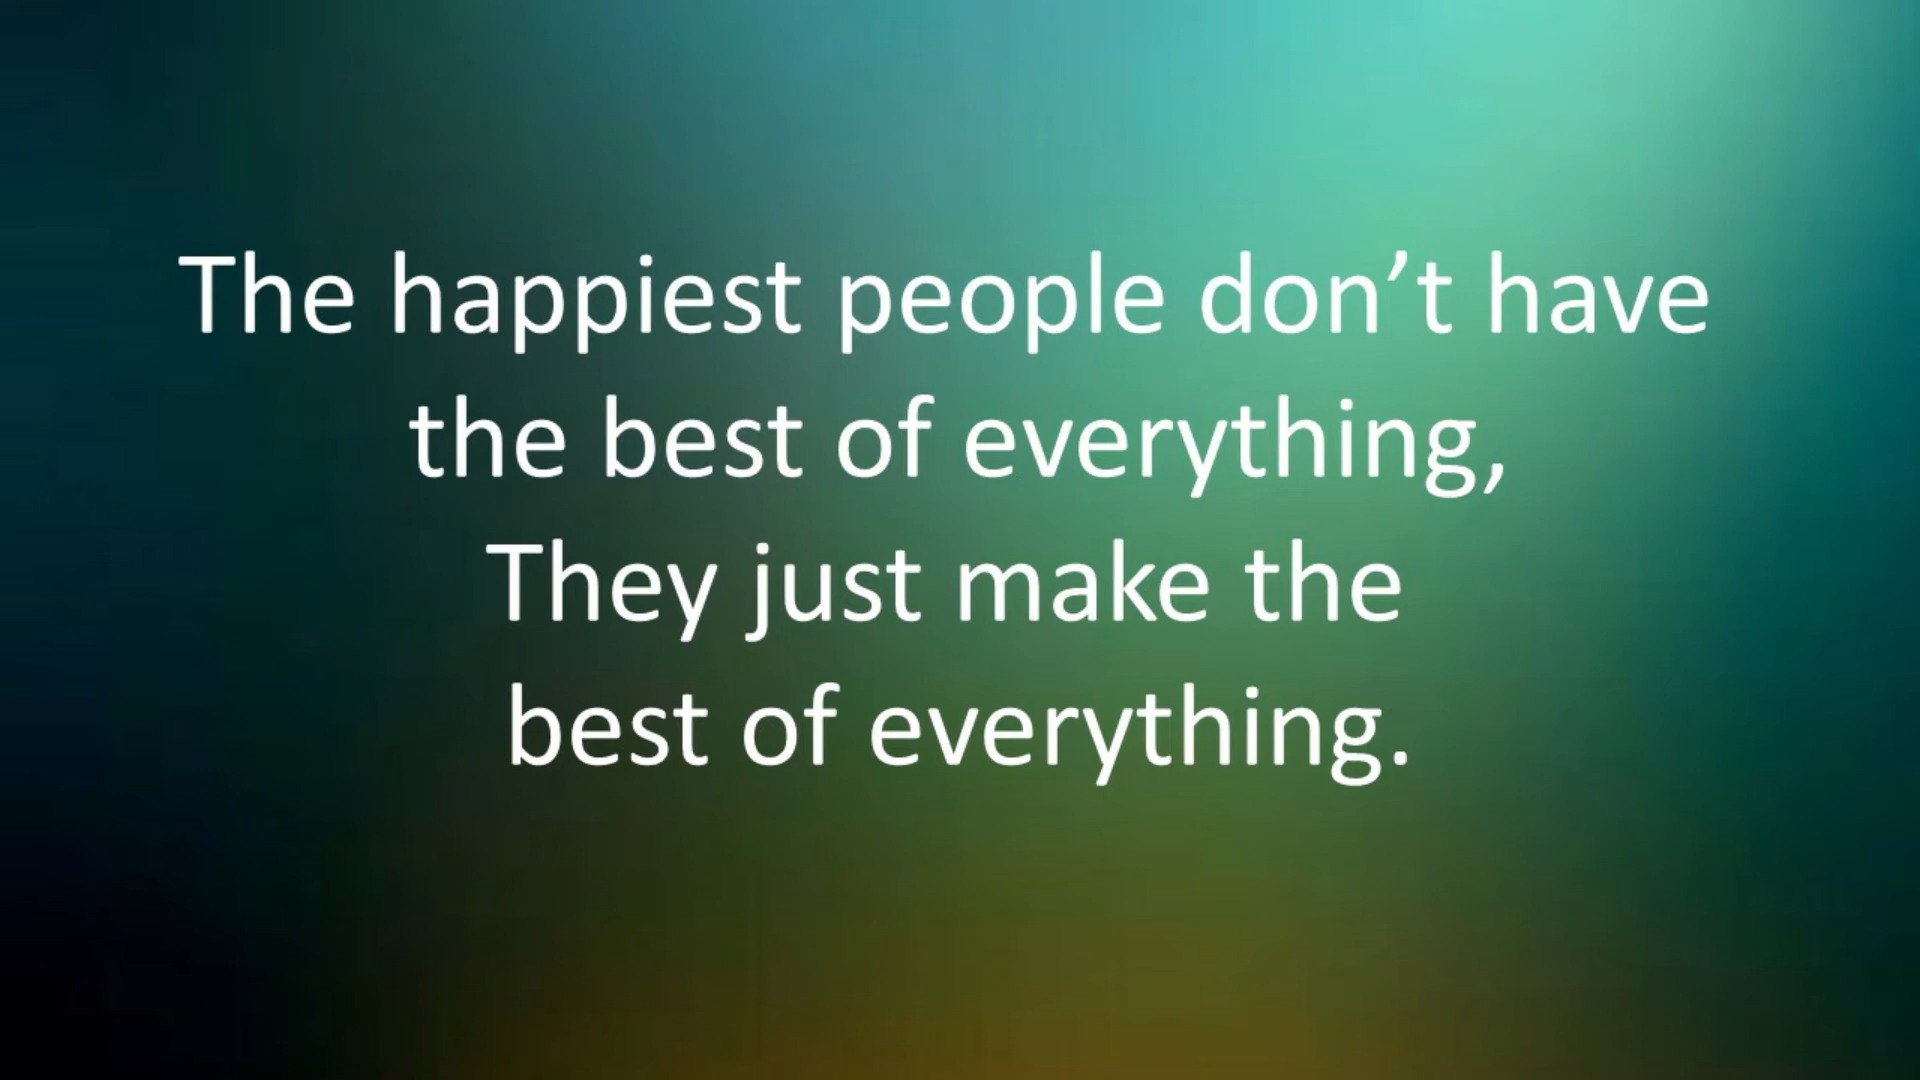 The happiest people don’t have
the best of everything,
They just make the
best of everything.